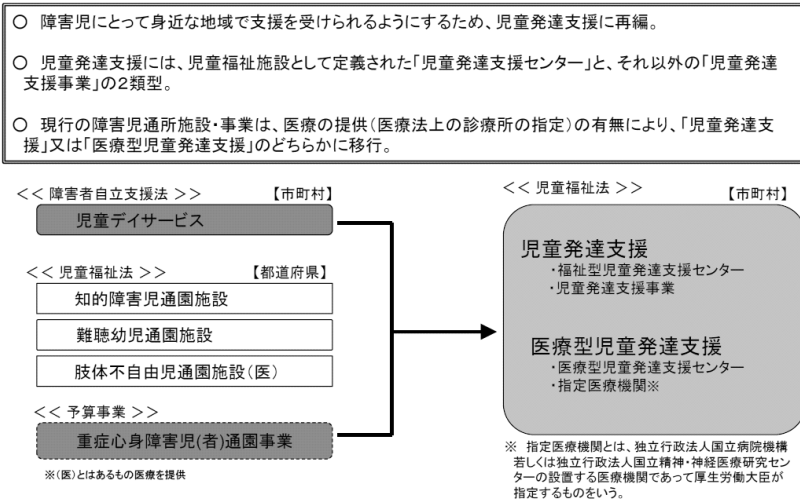 ○ 障害児にとって身近な地域で支援を受けられるようにするため、児童発達支援に再編。
○ 児童発達支援には、児童福祉施設として定義された「児童発達支援センター」と、それ以外の「児童発達
支援事業」の2類型。
○ 現行の障害児通所施設・事業は、医療の提供(医療法上の診療所の指定)の有無により、「児童発達支
援」又は「医療型児童発達支援」のどちらかに移行。
<< 障害者自立支援法 >> 【市町村】
児童デイサービス
<< 児童福祉法 >> 【都道府県】
知的障害児通園施設
難聴幼児通園施設
肢体不自由児通園施設(医)
<< 予算事業 >>
重症心身障害児(者)通園事業
※(医)とはあるもの医療を提供
<< 児童福祉法 >> 【市町村】
児童発達支援
・福祉型児童発達支援センター
・児童発達支援事業
医療型児童発達支援
・医療型児童発達支援センター
・指定医療機関※
※ 指定医療機関とは、独立行政法人国立病院機構
若しくは独立行政法人国立精神・神経医療研究セン
ターの設置する医療機関であって厚生労働大臣が
指定するものをいう。